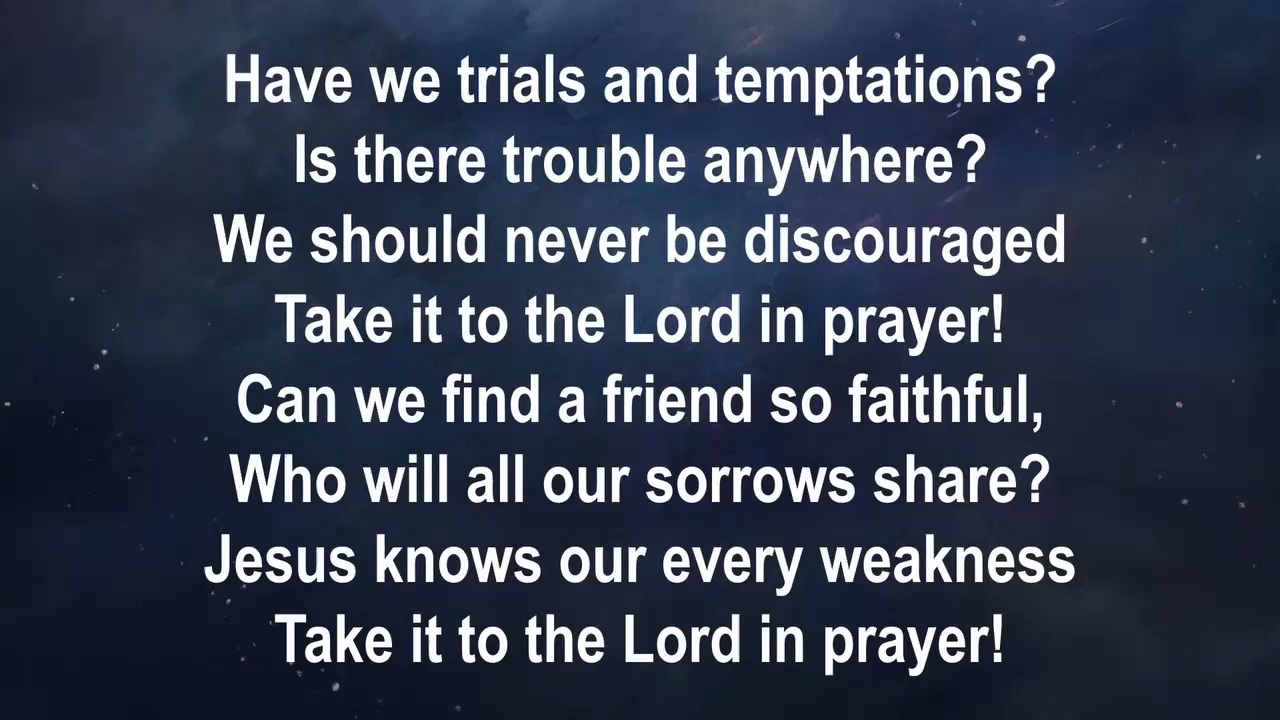 Have we trials and temptations?
Is there trouble anywhere?
We should never be discouraged
Take it to the Lord in prayer!
Can we find a friend so faithful,
Who will all our sorrows share?
Jesus knows our every weakness
Take it to the Lord in prayer!